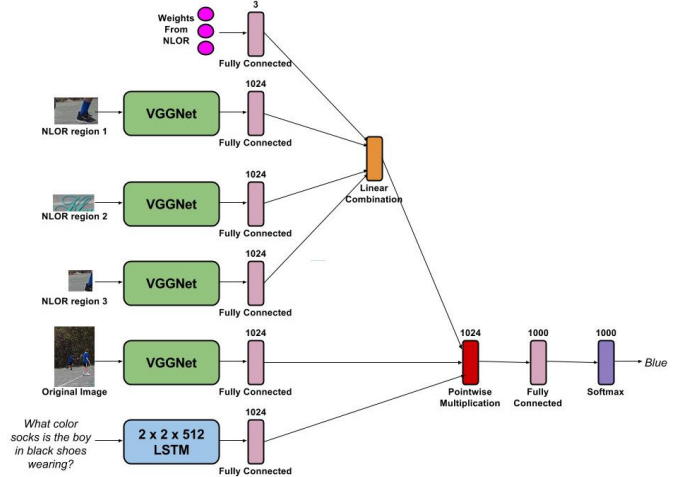 Weights
From
NLOR
3
Fully Connected
1024
VGGNet
NLOR region 1
Fully Connected
1024
VGGNet
NLOR region 2
Fully Connected
Linear
Combination
1024
VGGNet
NLOR region 3
Fully Connected
1024
VGGNet
Original Image
Fully Connected
1024
Pointwise
Multiplication
1000
Fully
Connected
1000
Softmax
Blue
What color
socks is the boy
in black shoes
wearing?
2 x 2 x 512
LSTM
1024
Fully Connected